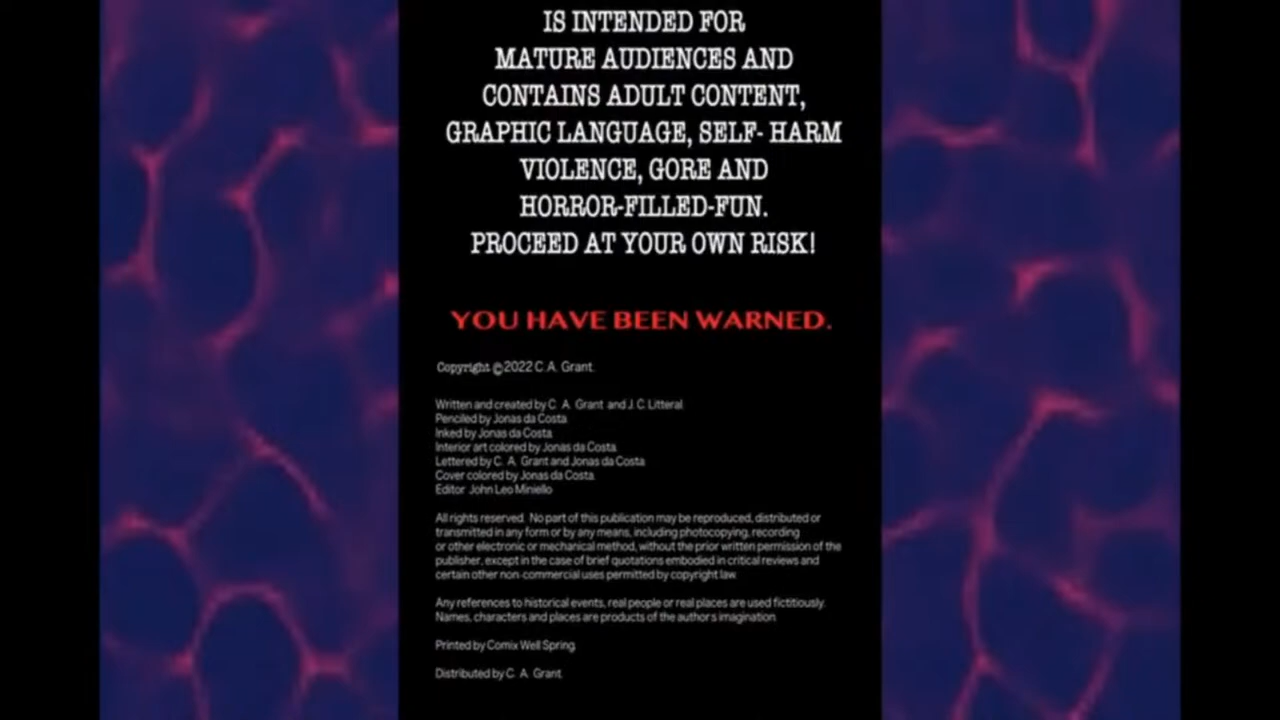 IS INTENDED FOR
MATURE AUDIENCES AND
CONTAINS ADULT CONTENT,
GRAPHIC LANGUAGE, SELF- HARM
VIOLENCE, GORE AND
HORROR-FILLED-FUN.
PROCEED AT YOUR OWN RISK!
YOU HAVE BEEN WARNED.
Copyright ©2022 C. A. Grant.
Written and created by C. A. Grant and J. C. Litteral.
Penciled by Jonas da Costa.
Inked by Jonas da Costa.
Interior art colored by Jonas da Costa.
Lettered by C. A. Grant and Jonas da Costa.
Cover colored by Jonas da Costa.
Editor John Leo Miniello
All rights reserved. No part of this publication may be reproduced, distributed or
transmitted in any form or by any means, including photocopying, recording
or other electronic or mechanical method, without the prior written permission of the
publisher, except in the case of brief quotations embodied in critical reviews and
certain other non-commercial uses permitted by copyright law.
Any references to historical events, real people or real places are used fictitiously.
Names, characters and places are products of the author's imagination.
Printed by Comix Well Spring.
Distributed by C. A. Grant.